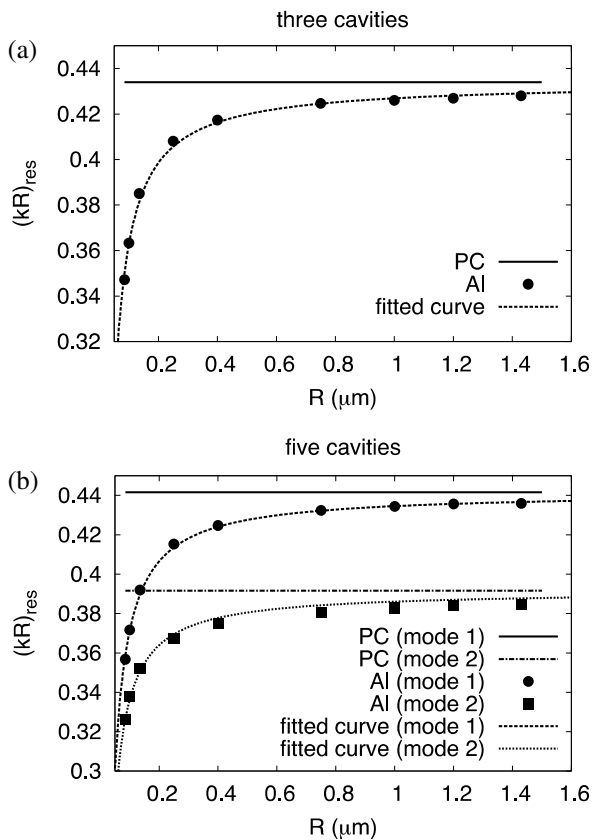 three cavities
(a)
0.44
0.42
0.4
0.38
0.36
0.34
0.32
(kR)res
PC
Al
fitted curve
0.2 0.4 0.6 0.8 1 1.2 1.4 1.6
R (μm)
five cavities
(b)
0.44
0.42
0.4
0.38
0.36
0.34
0.32
0.3
(kR)res
PC (mode 1)
PC (mode 2)
Al (mode 1)
Al (mode 2)
fitted curve (mode 1)
fitted curve (mode 2)
0.2 0.4 0.6 0.8 1 1.2 1.4 1.6
R (μm)